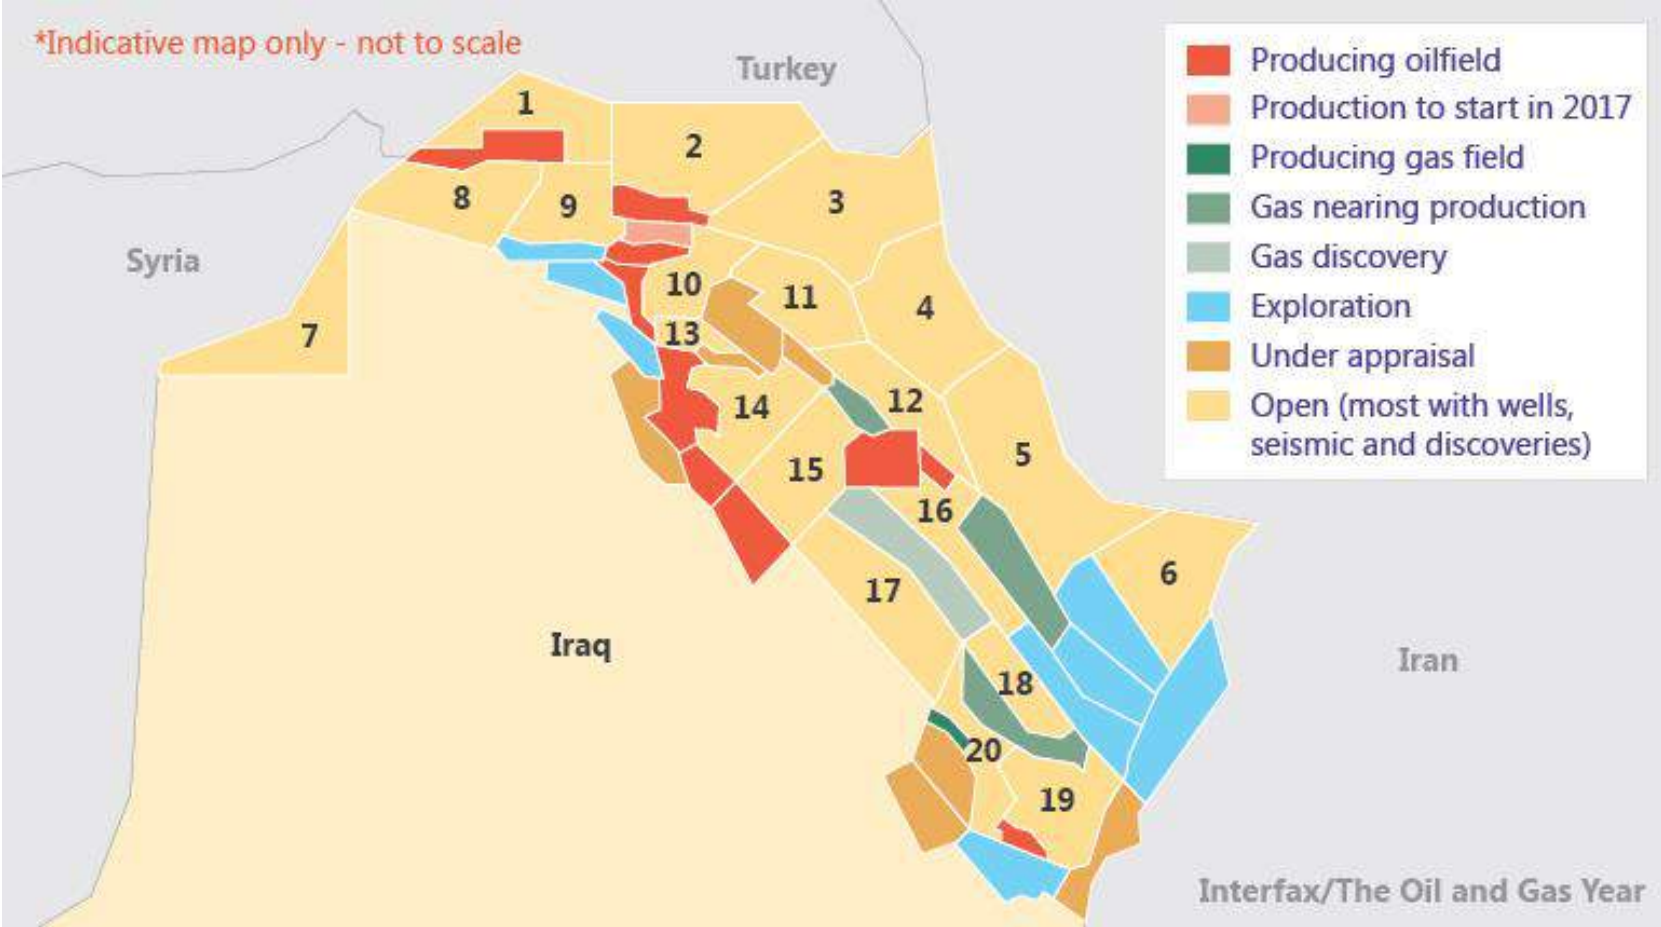 *Indicative map only - not to scale
Turkey
Syria
Iraq
Iran
1
2
3
4
5
6
7
8
9
10
11
12
13
14
15
16
17
18
19
20
Producing oilfield
Production to start in 2017
Producing gas field
Gas nearing production
Gas discovery
Exploration
Under appraisal
Open (most with wells,
seismic and discoveries)
Interfax/The Oil and Gas Year